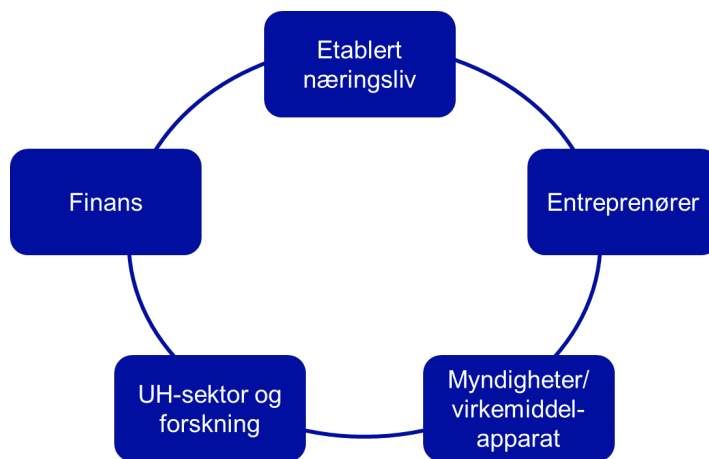 Etablert
næringsliv
Finans
Entreprenører
UH-sektor og
forskning
Myndigheter/
virkemiddel-
apparat